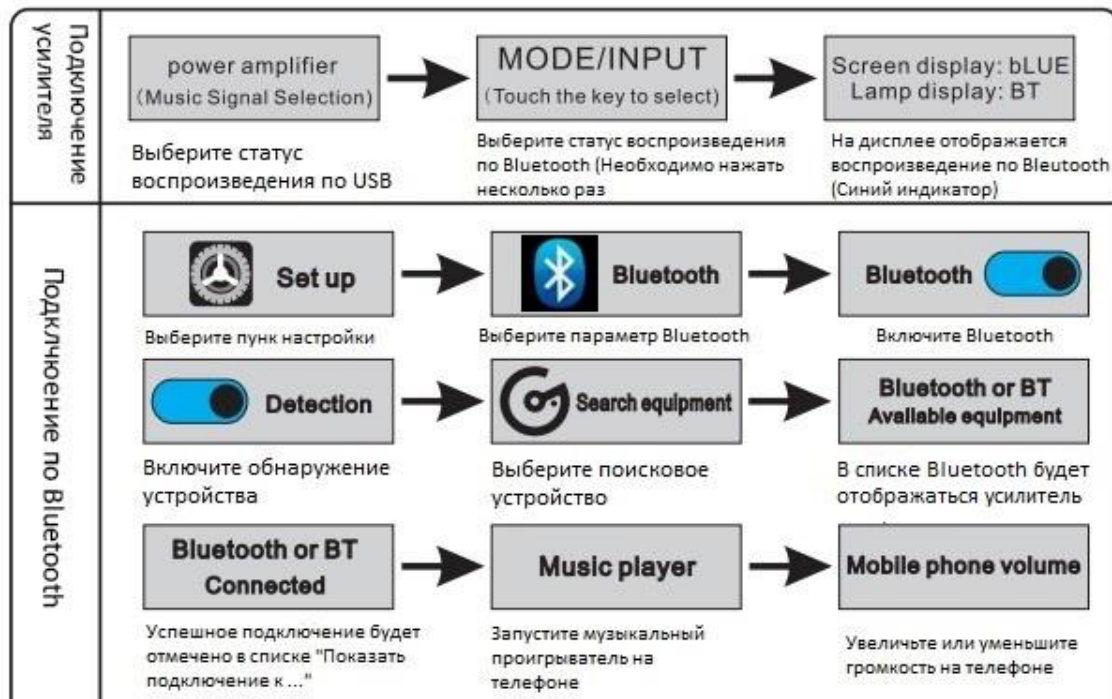 Подключение
усилителя
power amplifier
(Music Signal Selection)
MODE/INPUT
(Touch the key to select)
Screen display: bLUE
Lamp display: BT
Выберите статус
воспроизведения по USB
Выберите статус воспроизведения
по Bluetooth (Необходимо нажать
несколько раз
На дисплее отображается
воспроизведение по Bleutooth
(Синий индикатор)
Подклчюение по Bluetooth
Set up
Bluetooth
Bluetooth
Выберите пунк настройки
Выберите параметр Bluetooth
Включите Bluetooth
Detection
Search equipment
Bluetooth or BT
Available equipment
Включите обнаружение
устройства
Выберите поисковое
устройство
В списке Bluetooth будет
отображаться усилитель
Bluetooth or BT
Connected
Music player
Mobile phone volume
Успешное подключение будет
отмечено в списке "Показать
подключение к ..."
Запустите музыкальный
проигрыватель на
телефоне
Увеличьте или уменьшите
громкость на телефоне